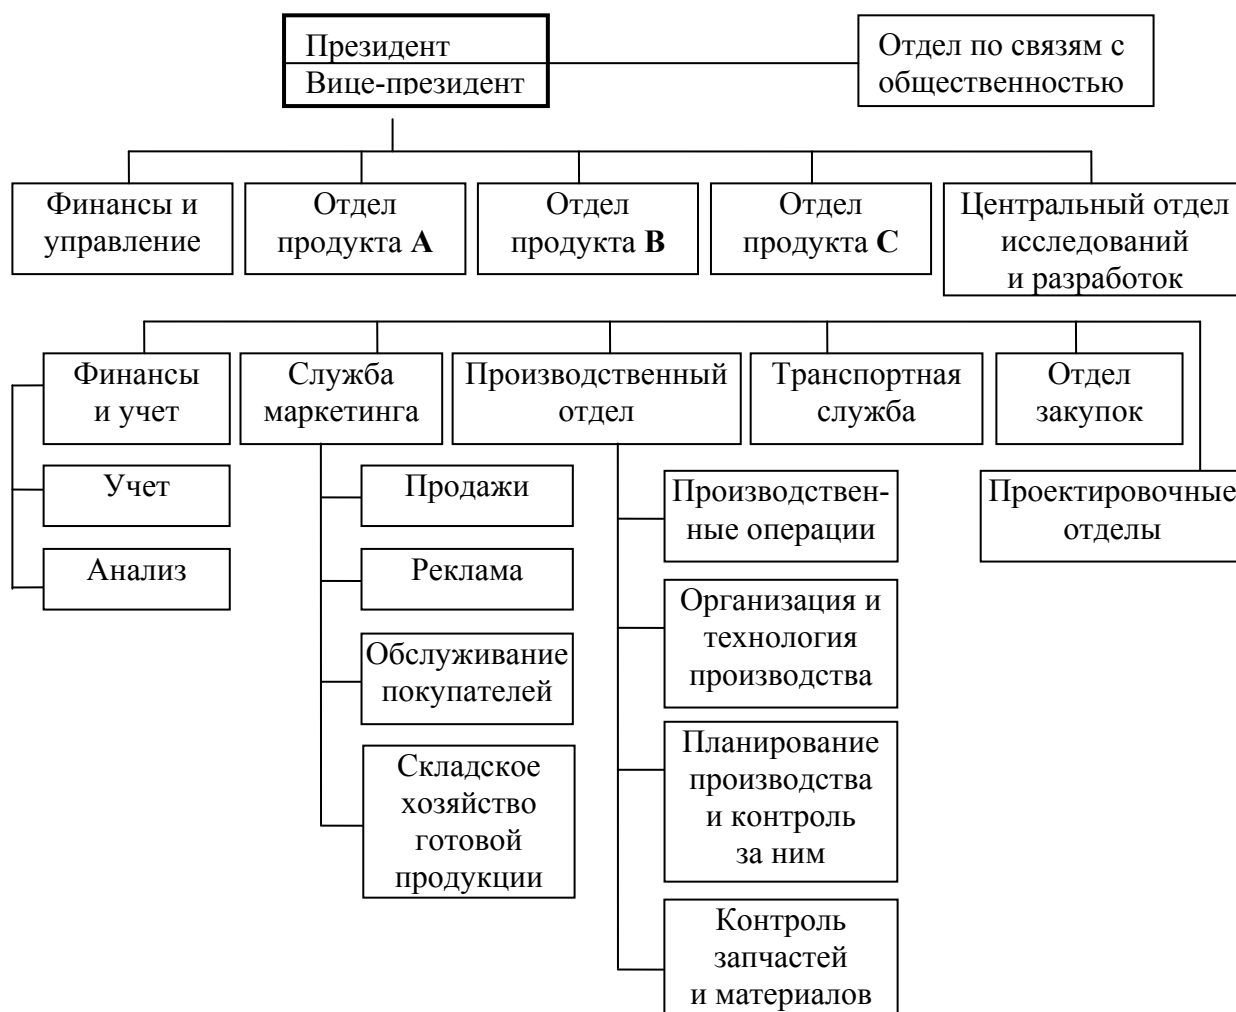 Президент
Вице-президент
Отдел по связям с
общественностью
Финансы и
управление
Отдел
продукта А
Отдел
продукта В
Отдел
продукта С
Центральный отдел
исследований
и разработок
Финансы
и учет
Служба
маркетинга
Производственный
отдел
Транспортная
служба
Отдел
закупок
Учет
Анализ
Продажи
Реклама
Обслуживание
покупателей
Складское
хозяйство
готовой
продукции
Производствен-
ные операции
Организация и
технология
производства
Планирование
производства
и контроль
за ним
Контроль
запчастей
и материалов
Проектировочные
отделы